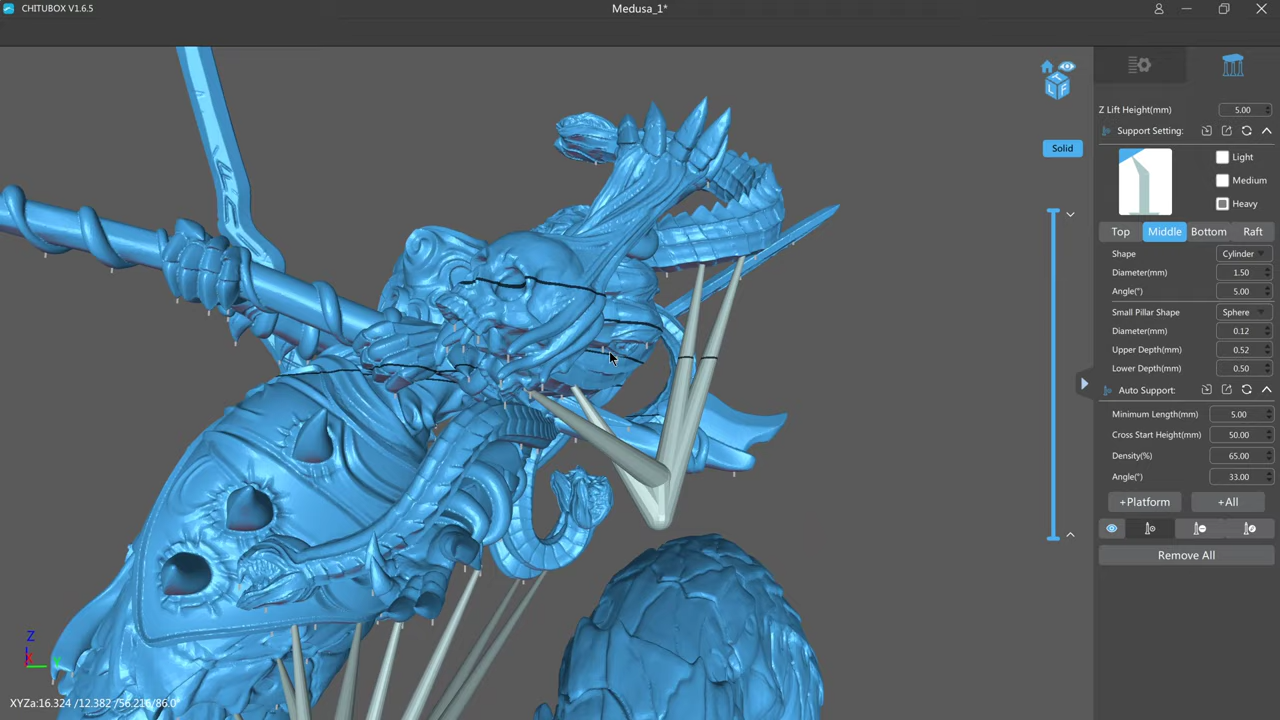 CHITUBOX V1.6.5
Medusa_1*
Z Lift Height(mm) 5.00
Support Setting:
Light
Medium
Heavy
Top Middle Bottom Raft
Shape Cylinder
Diameter(mm) 1.50
Angle(°) 5.00
Small Pillar Shape Sphere
Diameter(mm) 0.12
Upper Depth(mm) 0.52
Lower Depth(mm) 0.50
Auto Support:
Minimum Length(mm) 5.00
Cross Start Height(mm) 50.00
Density(%) 65.00
Angle(°) 33.00
+Platform +All
Remove All
Solid
T
L F
Z
X Y
XYZa:16.324 /12.382 /56.216/86.0°